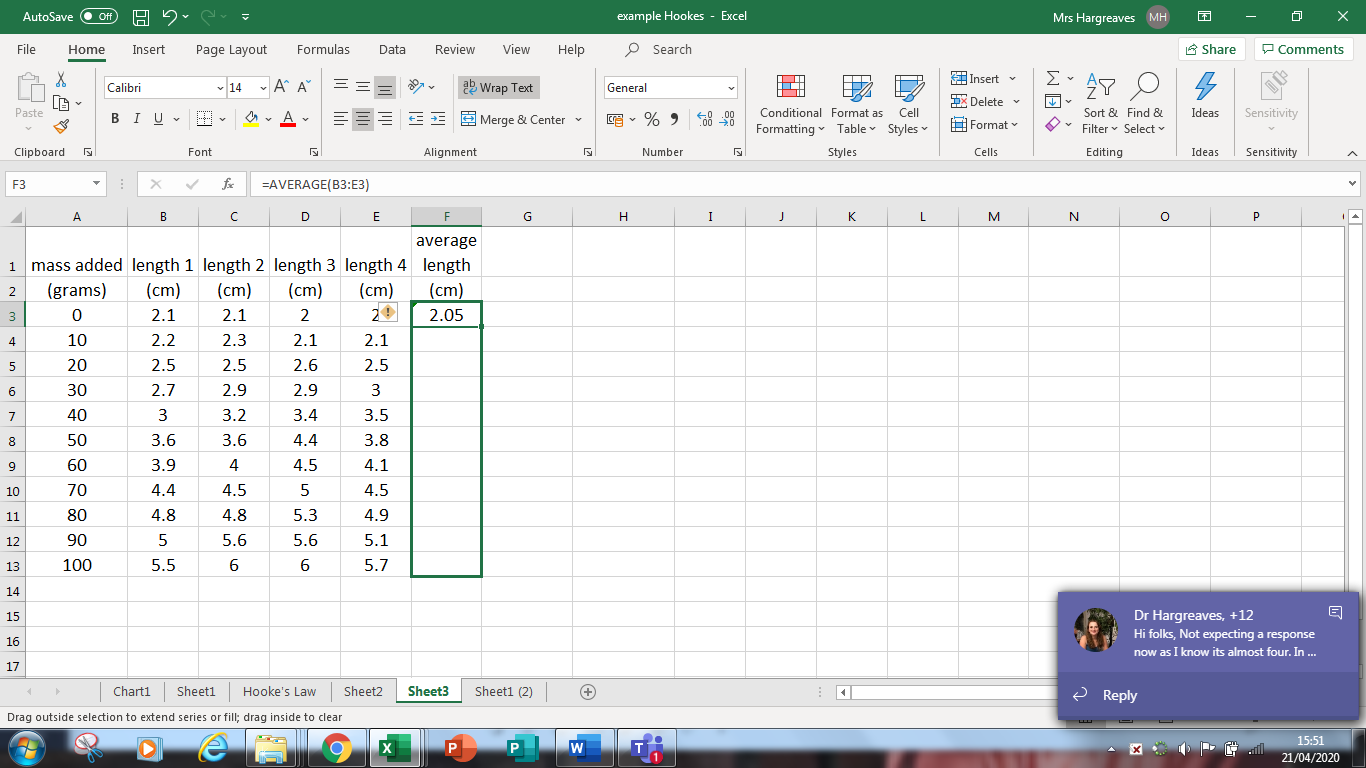 AutoSave Off example Hookes - Excel Mrs Hargreaves MH
File Home Insert Page Layout Formulas Data Review View Help Search Share Comments
Paste
Calibri 14
B I U A
Wrap Text
Merge & Center
General
Conditional Formatting
Format as Table
Cell Styles
Insert
Delete
Format
Sort & Filter
Find & Select
Ideas
Sensitivity
Clipboard Font Alignment Number Styles Cells Editing Ideas Sensitivity
F3 fx =AVERAGE(B3:E3)
A B C D E F G H I J K L M N O P
average
1 mass added length 1 length 2 length 3 length 4 length
2 (grams) (cm) (cm) (cm) (cm) (cm)
3 0 2.1 2.1 2 2 2.05
4 10 2.2 2.3 2.1 2.1
5 20 2.5 2.5 2.6 2.5
6 30 2.7 2.9 2.9 3
7 40 3 3.2 3.4 3.5
8 50 3.6 3.6 4.4 3.8
9 60 3.9 4 4.5 4.1
10 70 4.4 4.5 5 4.5
11 80 4.8 4.8 5.3 4.9
12 90 5 5.6 5.6 5.1
13 100 5.5 6 6 5.7
14
15
16
17
Dr Hargreaves, +12
Hi folks, Not expecting a response
now as I know its almost four. In ...
Reply
Chart1 Sheet1 Hooke's Law Sheet2 Sheet3 Sheet1 (2)
Drag outside selection to extend series or fill; drag inside to clear
15:51
21/04/2020